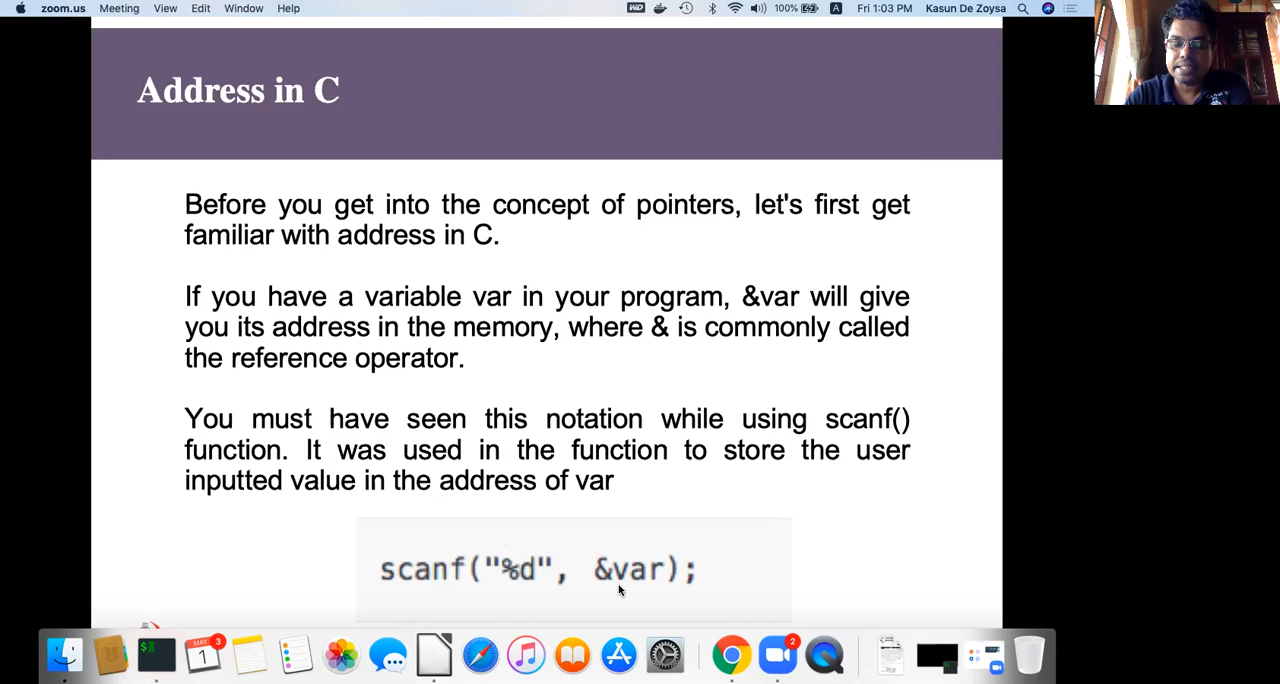 zoom.us Meeting View Edit Window Help 100% A Fri 1:03 PM Kasun De Zoysa
Address in C
Before you get into the concept of pointers, let's first get
familiar with address in C.
If you have a variable var in your program, &var will give
you its address in the memory, where & is commonly called
the reference operator.
You must have seen this notation while using scanf()
function. It was used in the function to store the user
inputted value in the address of var
scanf("%d", &var);
MAY
1
3
2